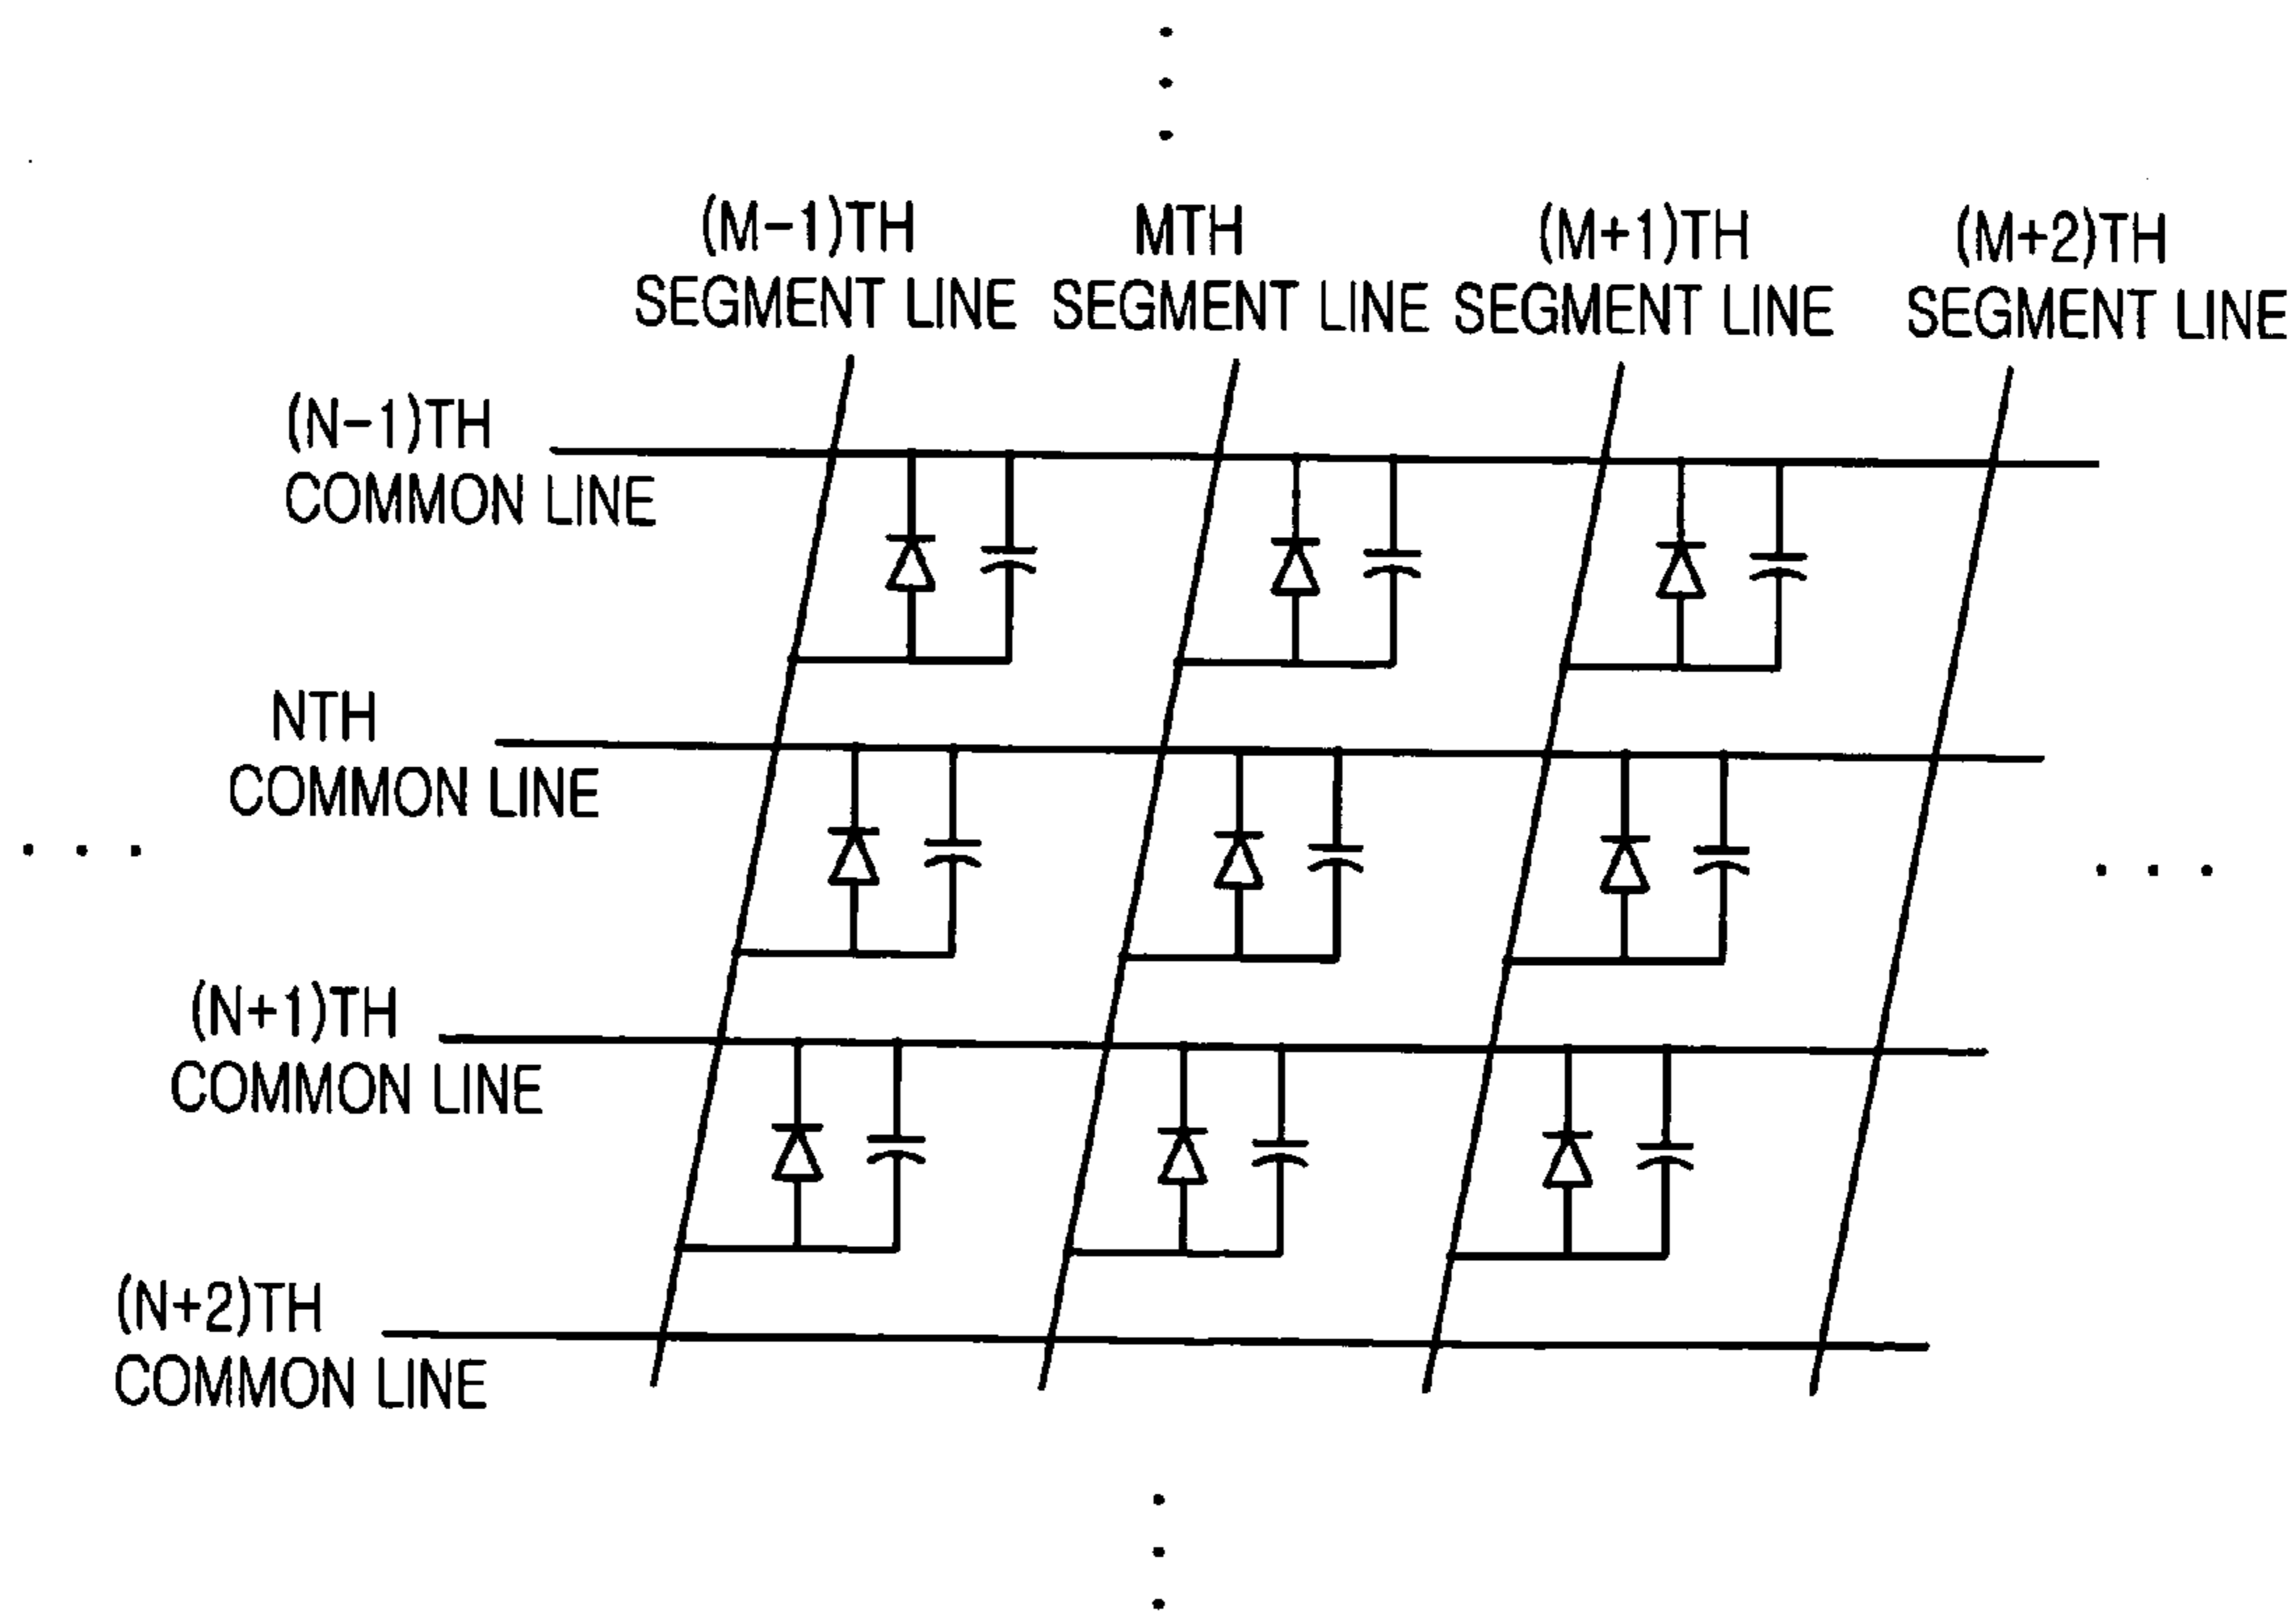 (M-1)TH
SEGMENT LINE
MTH
SEGMENT LINE
(M+1)TH
SEGMENT LINE
(M+2)TH
SEGMENT LINE
(N-1)TH
COMMON LINE
NTH
COMMON LINE
(N+1)TH
COMMON LINE
(N+2)TH
COMMON LINE